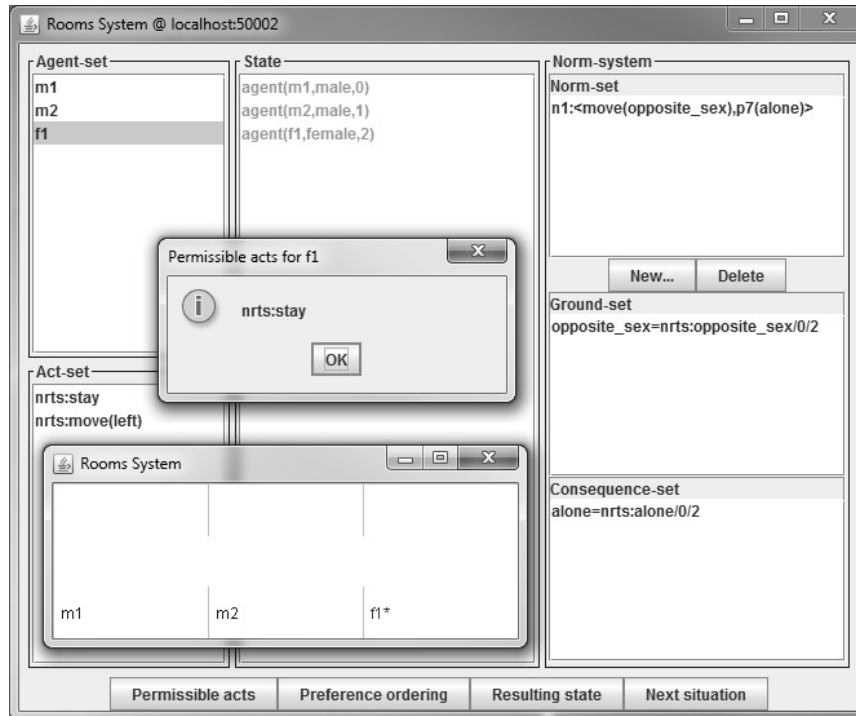 Rooms System @ localhost:50002
Agent-set
m1
m2
f1
State
agent(m1,male,0)
agent(m2,male,1)
agent(f1,female,2)
Norm-system
Norm-set
n1:<move(opposite_sex),p7(alone)>
New... Delete
Ground-set
opposite_sex=nrts:opposite_sex/0/2
Consequence-set
alone=nrts:alone/0/2
Permissible acts for f1
nrts:stay
OK
Act-set
nrts:stay
nrts:move(left)
Rooms System
m1 m2 f1*
Permissible acts Preference ordering Resulting state Next situation